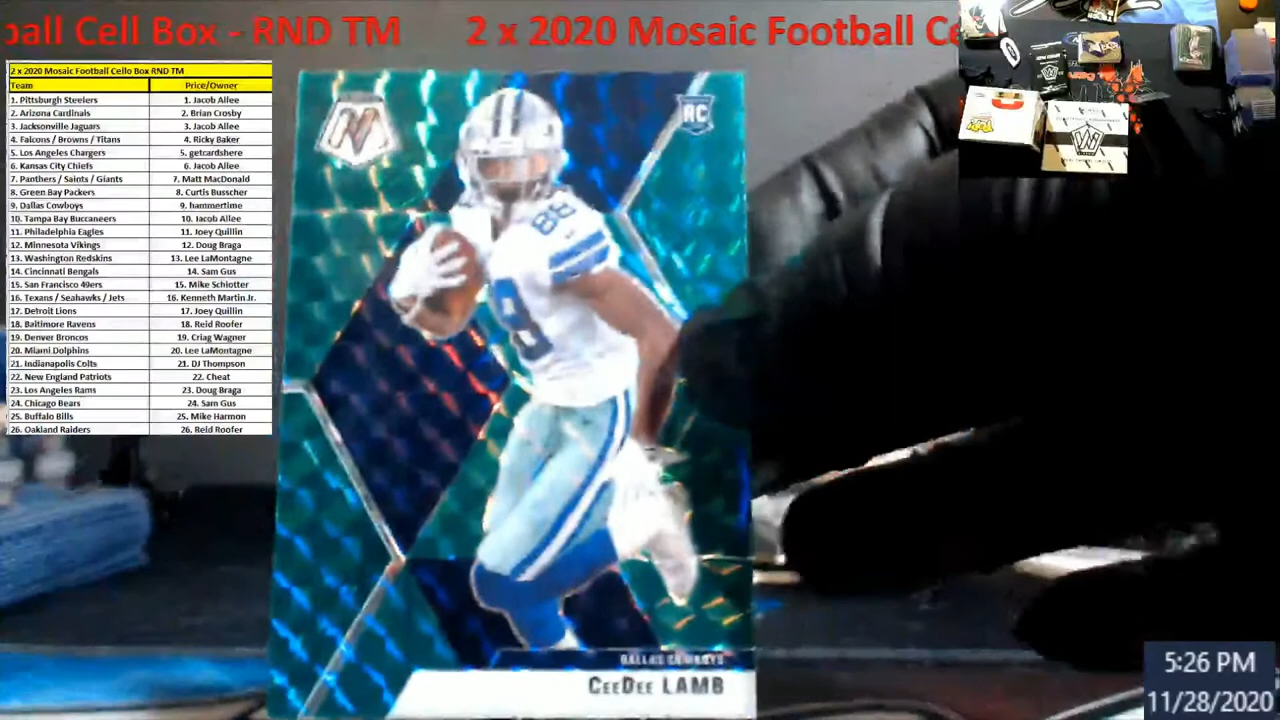 ball Cell Box - RND TM 2 x 2020 Mosaic Football Ce
2 x 2020 Mosaic Football Cello Box RND TM
Team Price/Owner
1. Pittsburgh Steelers 1. Jacob Allee
2. Arizona Cardinals 2. Brian Crosby
3. Jacksonville Jaguars 3. Jacob Allee
4. Falcons / Browns / Titans 4. Ricky Baker
5. Los Angeles Chargers 5. getcardshere
6. Kansas City Chiefs 6. Jacob Allee
7. Panthers / Saints / Giants 7. Matt MacDonald
8. Green Bay Packers 8. Curtis Busscher
9. Dallas Cowboys 9. hammertime
10. Tampa Bay Buccaneers 10. Jacob Allee
11. Philadelphia Eagles 11. Joey Quillin
12. Minnesota Vikings 12. Doug Braga
13. Washington Redskins 13. Lee LaMontagne
14. Cincinnati Bengals 14. Sam Gus
15. San Francisco 49ers 15. Mike Schlotter
16. Texans / Seahawks / Jets 16. Kenneth Martin Jr.
17. Detroit Lions 17. Joey Quillin
18. Baltimore Ravens 18. Reid Roofer
19. Denver Broncos 19. Criag Wagner
20. Miami Dolphins 20. Lee LaMontagne
21. Indianapolis Colts 21. DJ Thompson
22. New England Patriots 22. Cheat
23. Los Angeles Rams 23. Doug Braga
24. Chicago Bears 24. Sam Gus
25. Buffalo Bills 25. Mike Harmon
26. Oakland Raiders 26. Reid Roofer
RC
88
8
DALLAS COWBOYS
CEEDEE LAMB
5:26 PM
11/28/2020